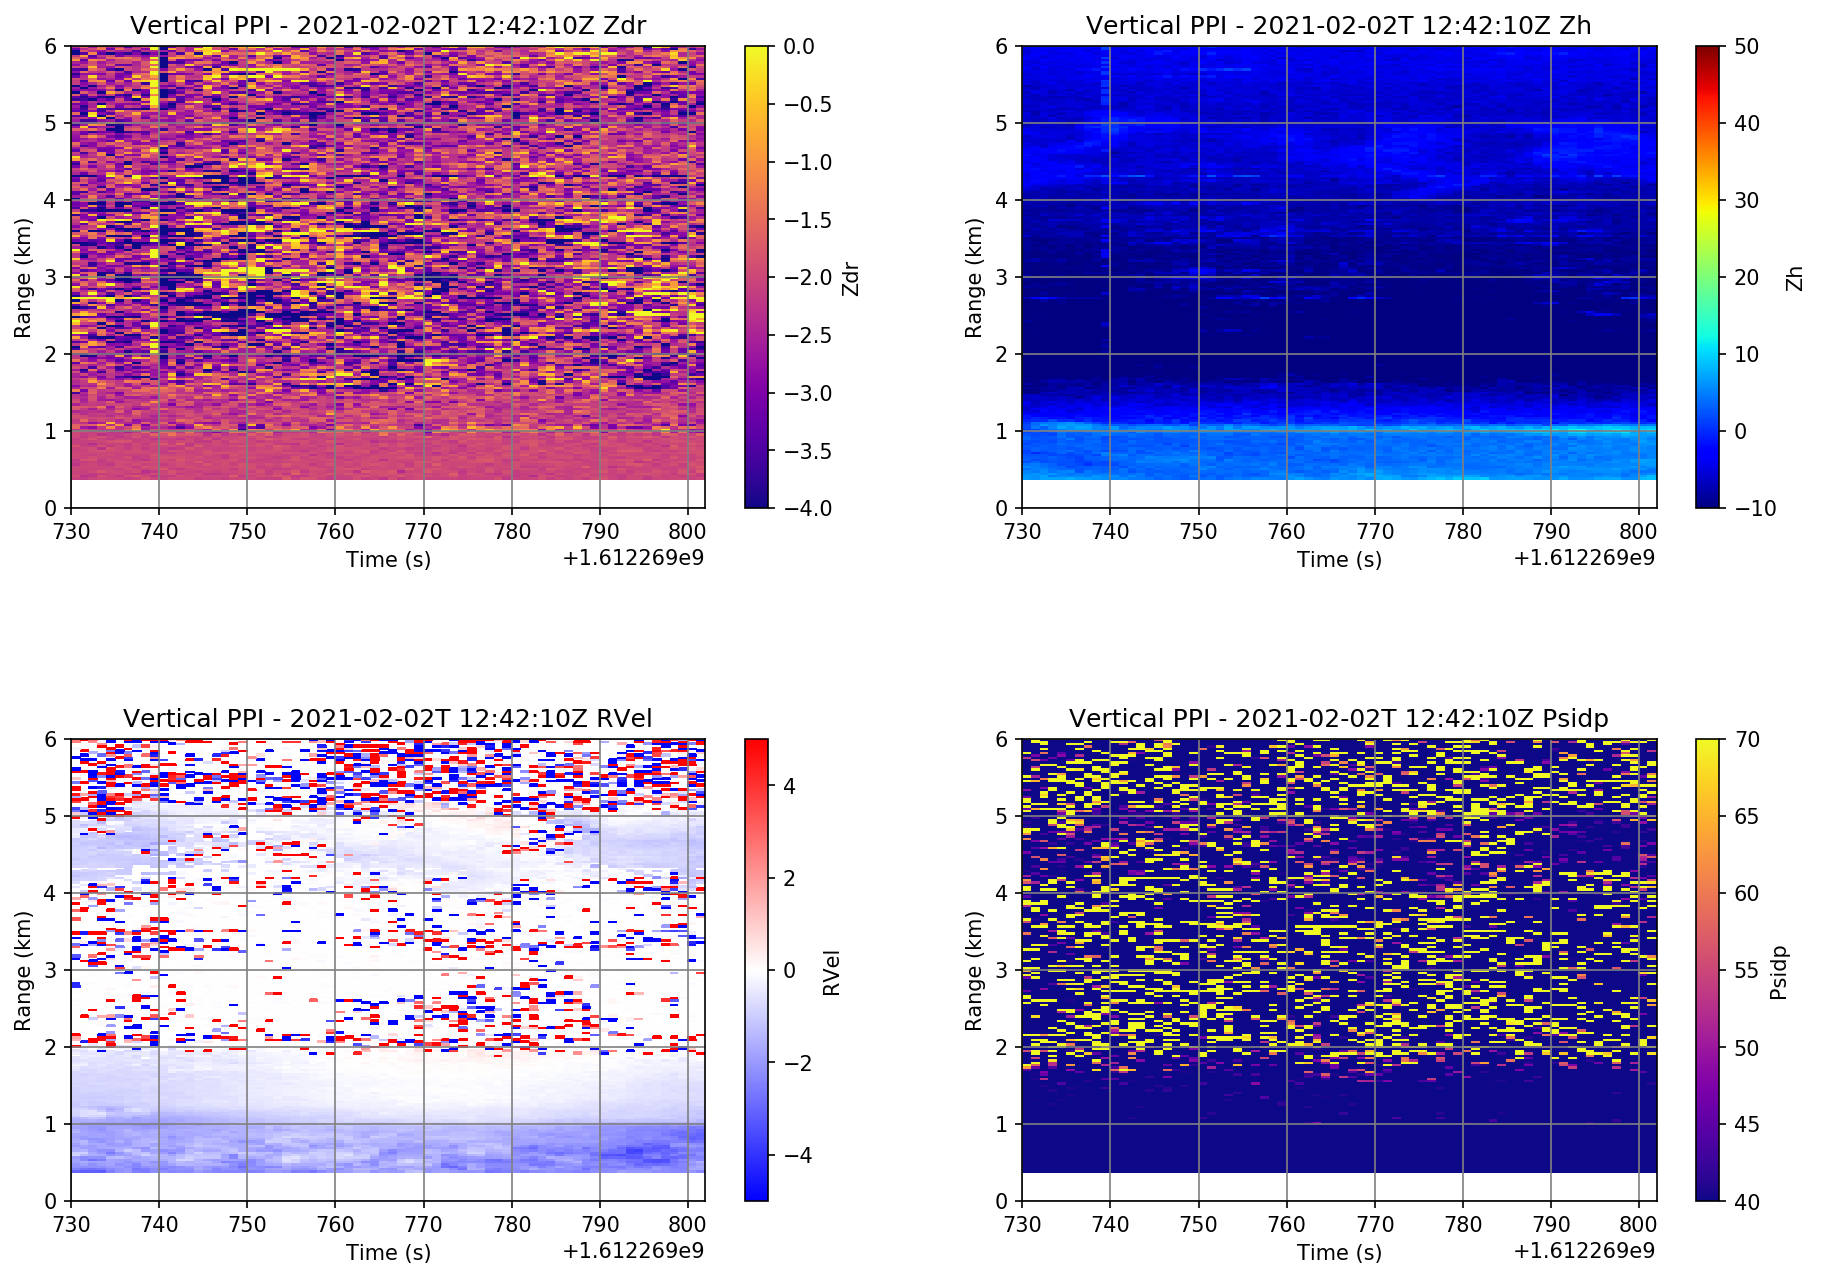 Vertical PPI - 2021-02-02T 12:42:10Z Zdr
6
5
4
3
2
1
0
Range (km)
730 740 750 760 770 780 790 800
Time (s)
+1.612269e9
0.0
−0.5
−1.0
−1.5
−2.0
−2.5
−3.0
−3.5
−4.0
Zdr
Vertical PPI - 2021-02-02T 12:42:10Z Zh
6
5
4
3
2
1
0
Range (km)
730 740 750 760 770 780 790 800
Time (s)
+1.612269e9
50
40
30
20
10
0
−10
Zh
Vertical PPI - 2021-02-02T 12:42:10Z RVel
6
5
4
3
2
1
0
Range (km)
730 740 750 760 770 780 790 800
Time (s)
+1.612269e9
4
2
0
−2
−4
RVel
Vertical PPI - 2021-02-02T 12:42:10Z Psidp
6
5
4
3
2
1
0
Range (km)
730 740 750 760 770 780 790 800
Time (s)
+1.612269e9
70
65
60
55
50
45
40
Psidp